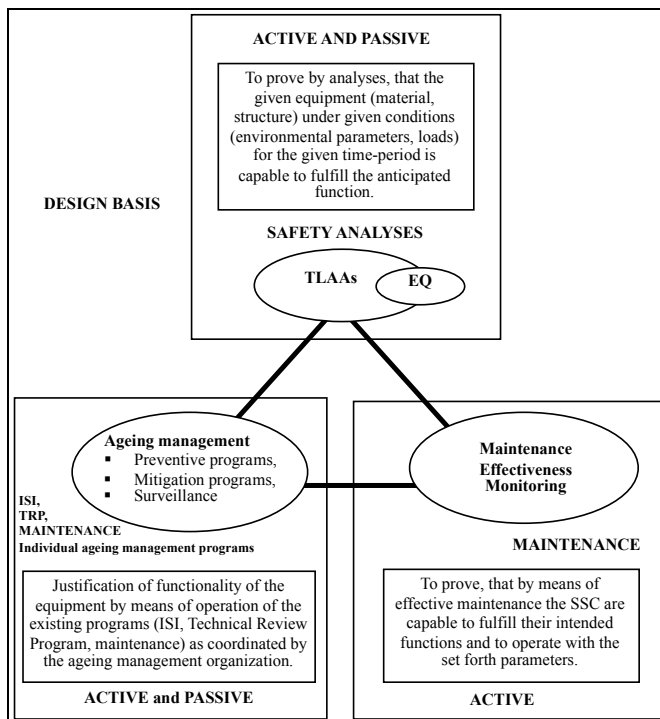 ACTIVE AND PASSIVE
To prove by analyses, that the
given equipment (material,
structure) under given conditions
(environmental parameters, loads)
for the given time-period is
capable to fulfill the anticipated
function.
DESIGN BASIS
SAFETY ANALYSES
TLAAs
EQ
Ageing management
▪ Preventive programs,
▪ Mitigation programs,
▪ Surveillance
ISI,
TRP,
MAINTENANCE
Individual ageing management programs
Justification of functionality of the
equipment by means of operation of the
existing programs (ISI, Technical Review
Program, maintenance) as coordinated by
the ageing management organization.
ACTIVE and PASSIVE
Maintenance
Effectiveness
Monitoring
MAINTENANCE
To prove, that by means of
effective maintenance the SSC are
capable to fulfill their intended
functions and to operate with the
set forth parameters.
ACTIVE